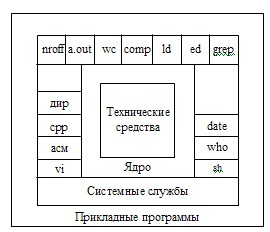 nroff a.out wc comp ld ed grep
Технические
средства
дир
cpp date
асм who
vi Ядро sh
Системные службы
Прикладные программы